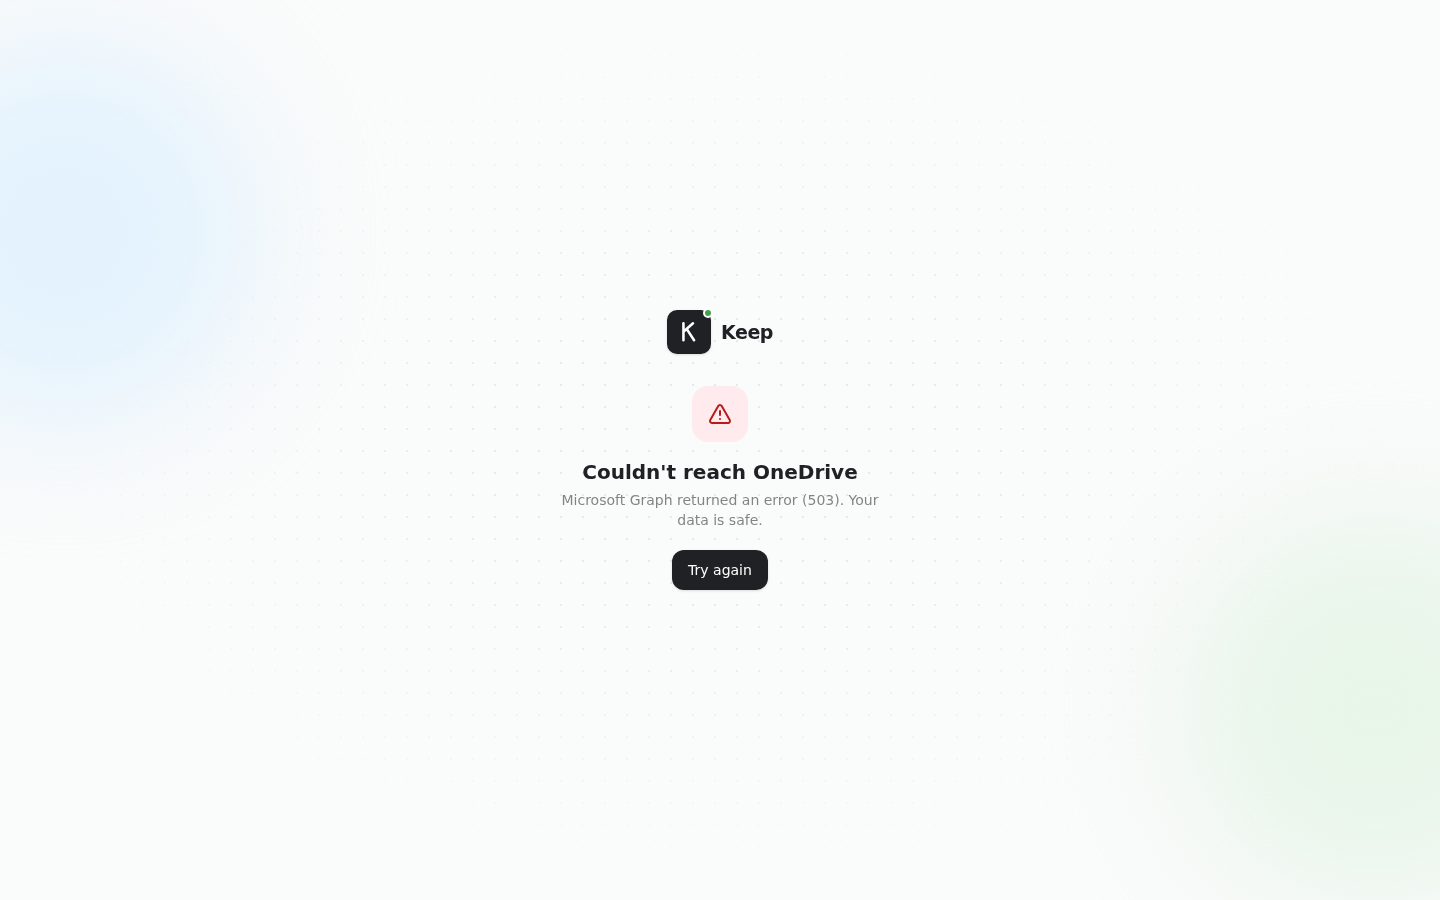 Keep
Couldn't reach OneDrive
Microsoft Graph returned an error (503). Your
data is safe.
Try again